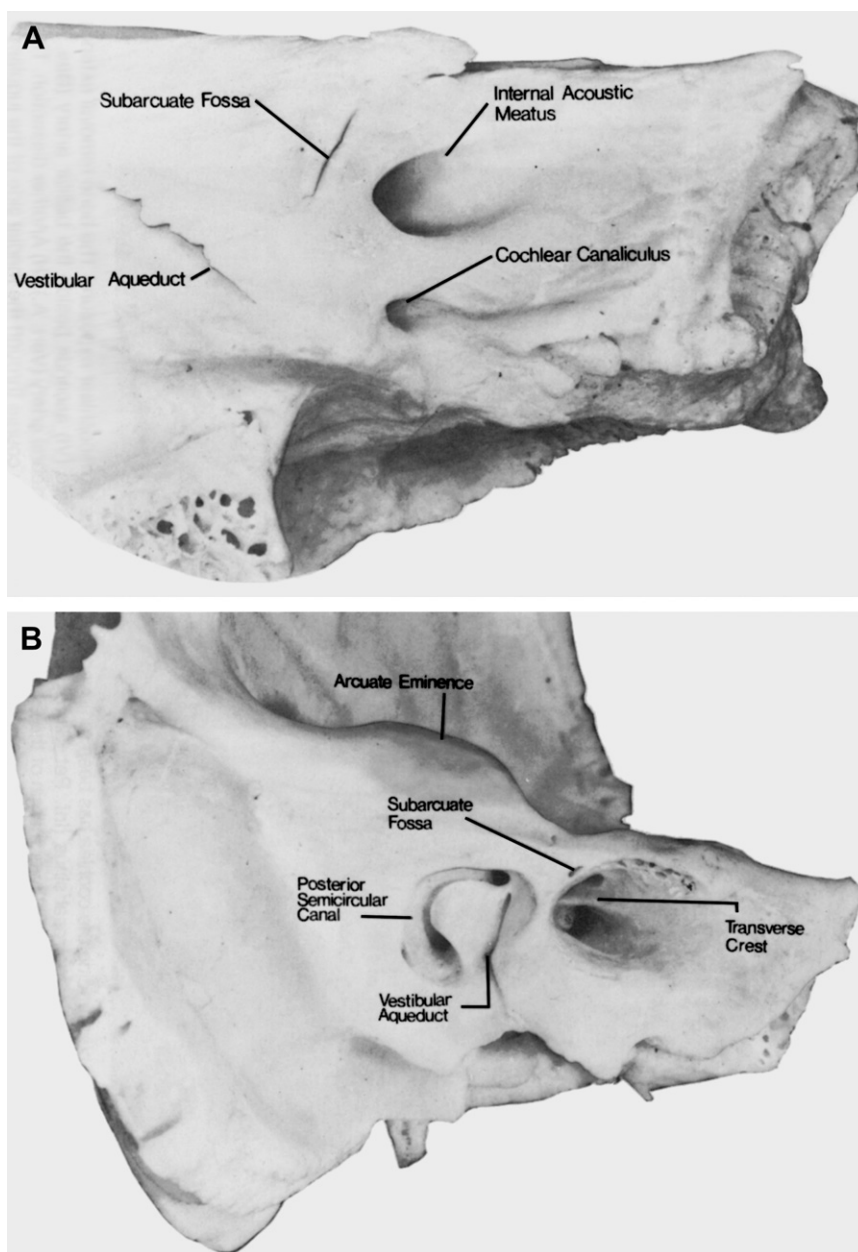 A
Subarcuate Fossa
Internal Acoustic
Meatus
Vestibular Aqueduct
Cochlear Canaliculus
B
Arcuate Eminence
Subarcuate
Fossa
Posterior
Semicircular
Canal
Transverse
Crest
Vestibular
Aqueduct